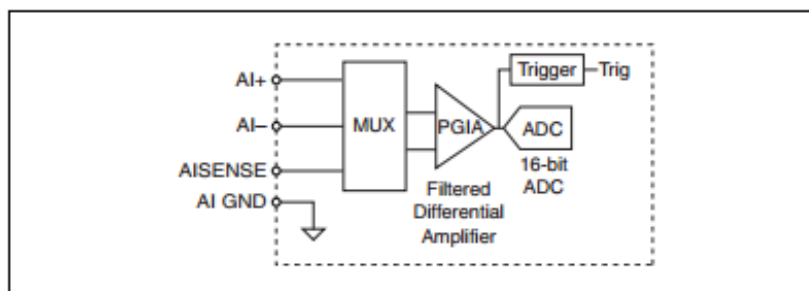 AI+
AI–
AISENSE
AI GND
MUX
PGIA
Filtered
Differential
Amplifier
Trigger
Trig
ADC
16-bit
ADC